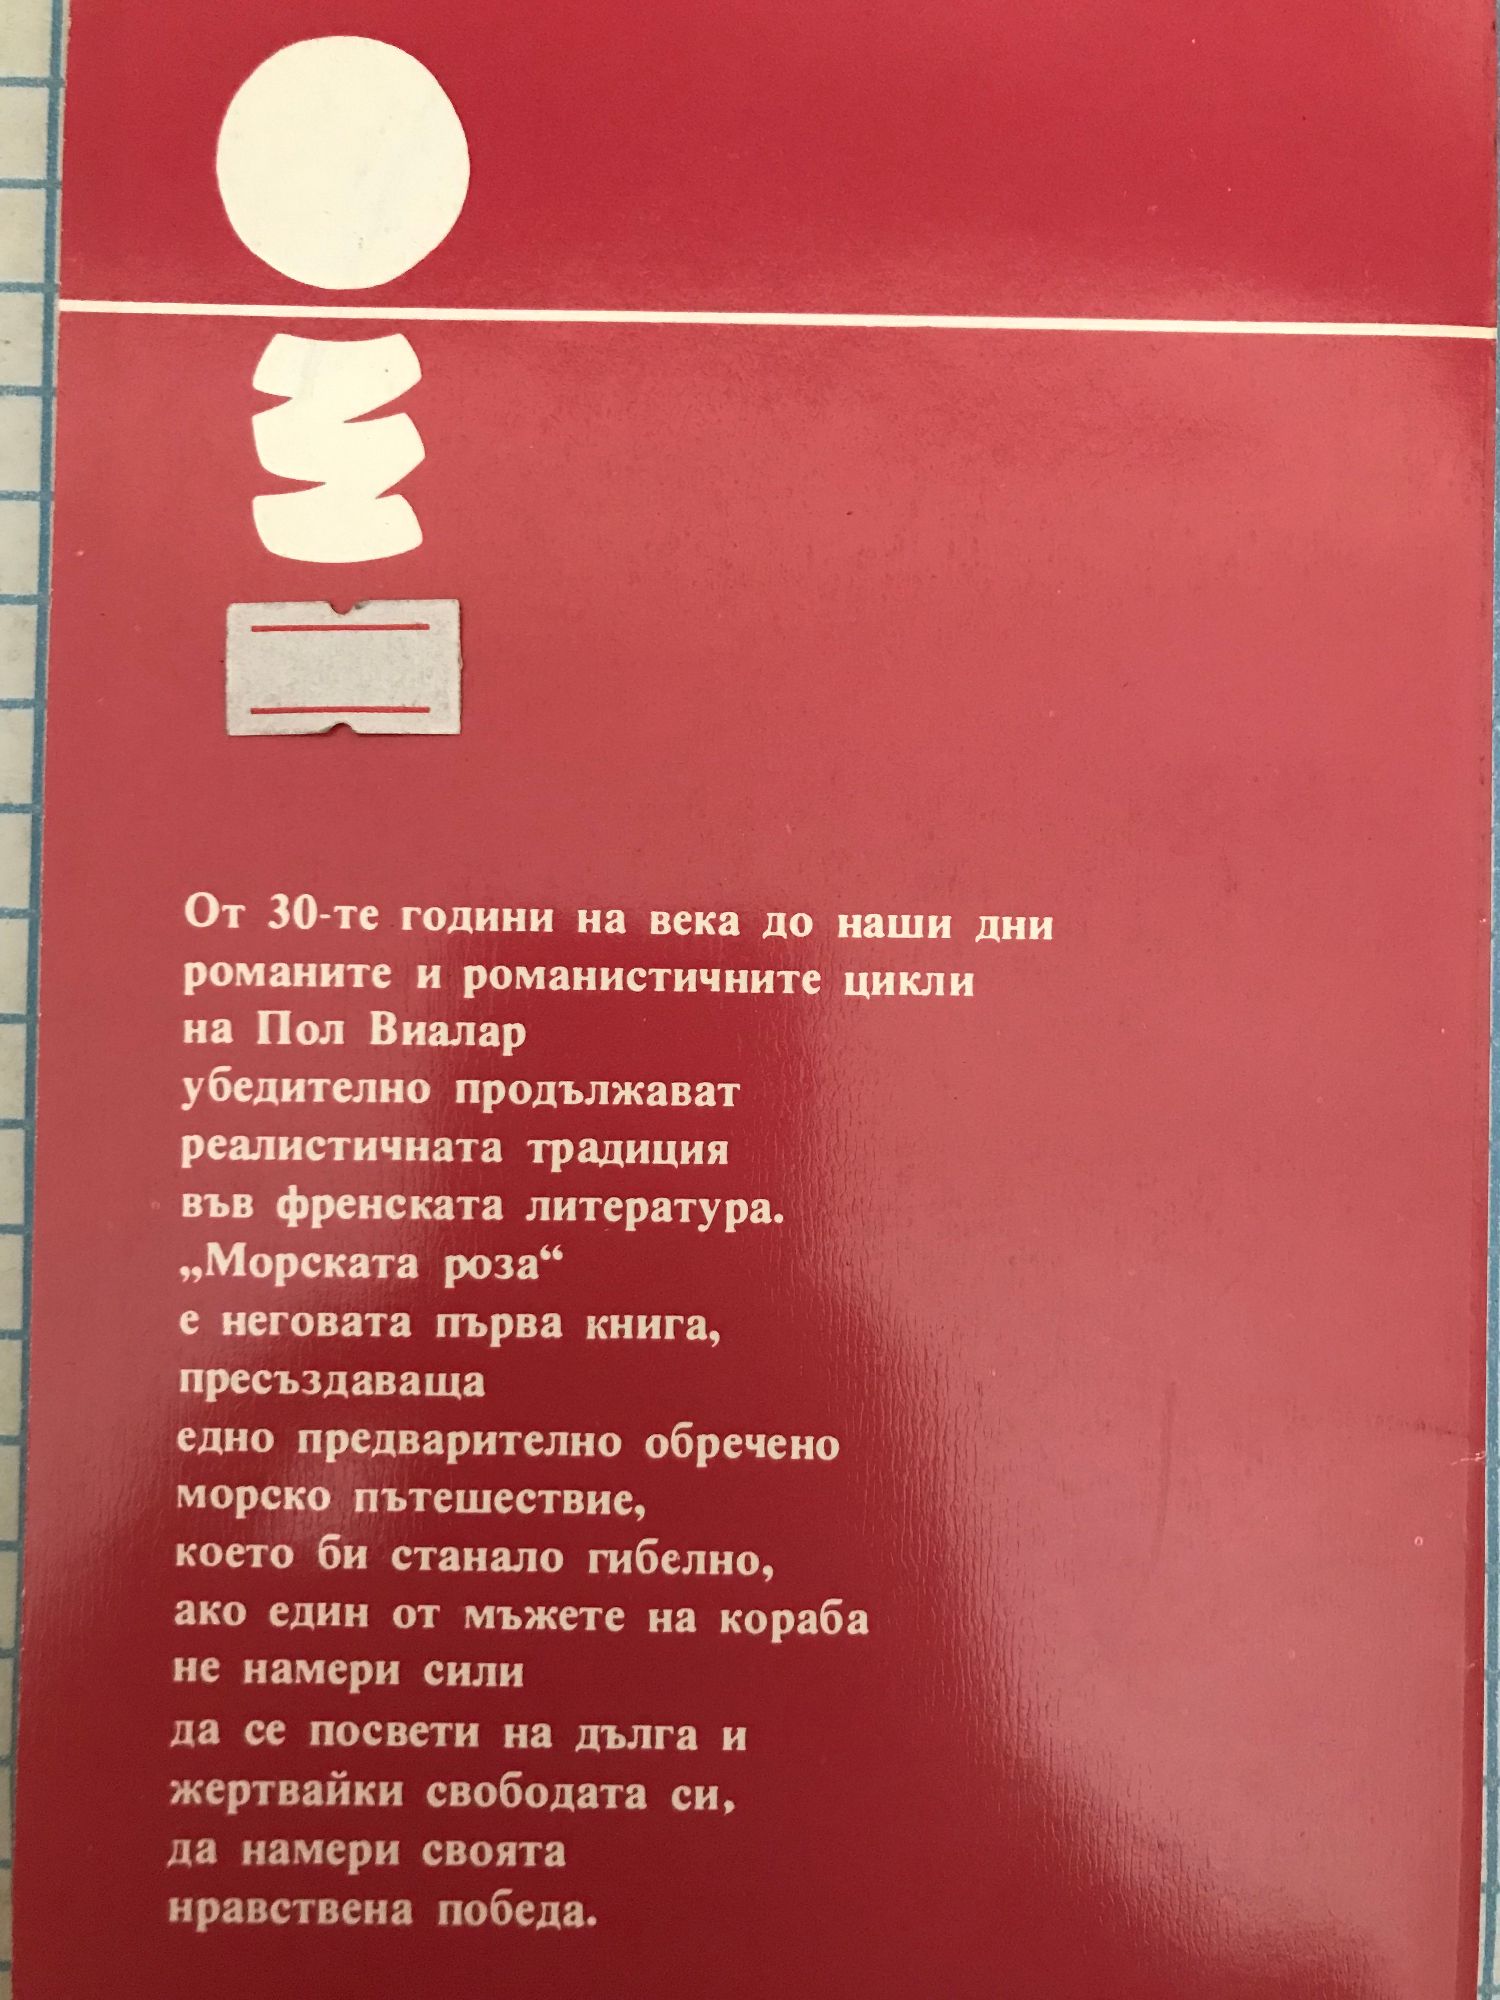 От 30-те години на века до наши дни
романите и романистичните цикли
на Пол Виалар
убедително продължават
реалистичната традиция
във френската литература.
„Морската роза“
е неговата първа книга,
пресъздаваща
едно предварително обречено
морско пътешествие,
което би станало гибелно,
ако един от мъжете на кораба
не намери сили
да се посвети на дълга и
жертвайки свободата си,
да намери своята
нравствена победа.